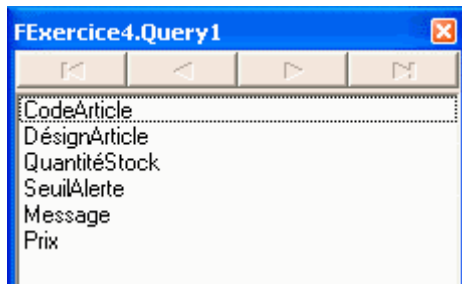 FExercice4.Query1
CodeArticle
DésignArticle
QuantitéStock
SeuilAlerte
Message
Prix